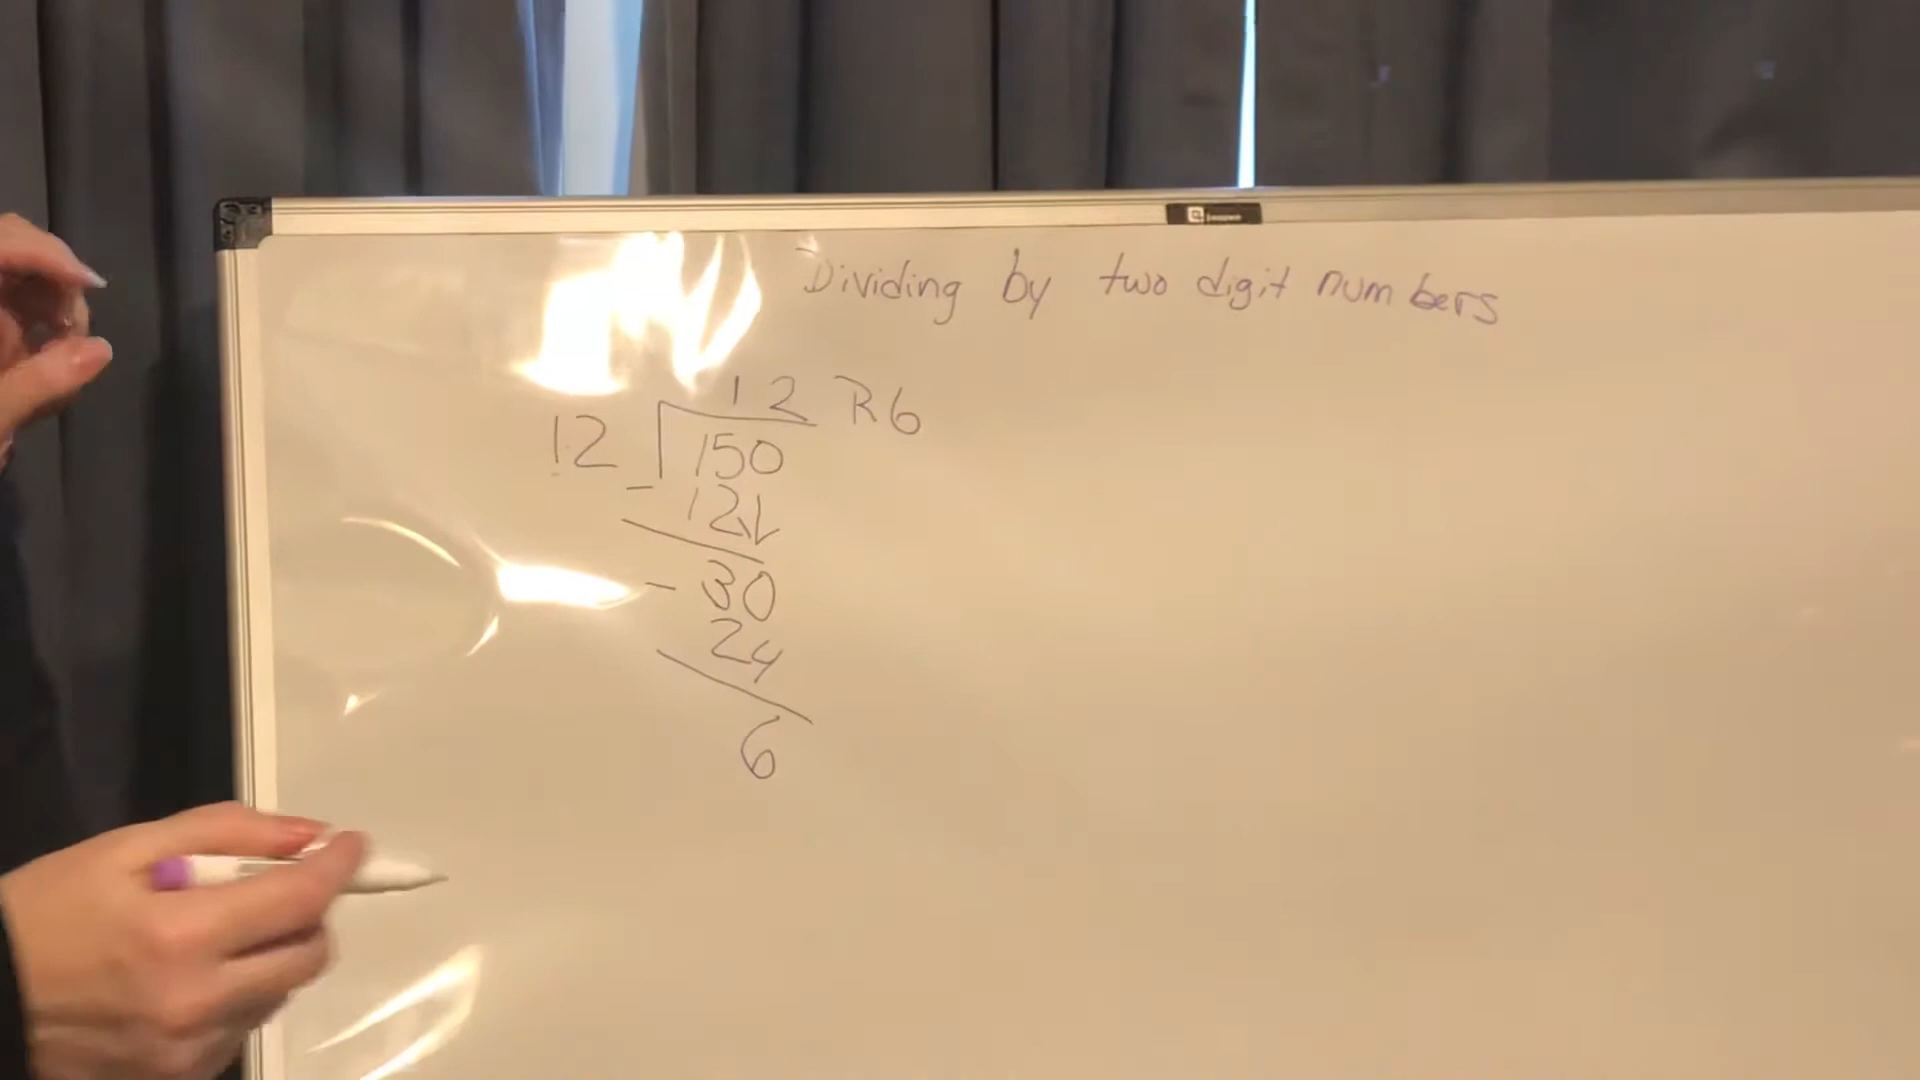 Dividing by two digit numbers
12 R6
12 150
- 12↓
- 30
24
6